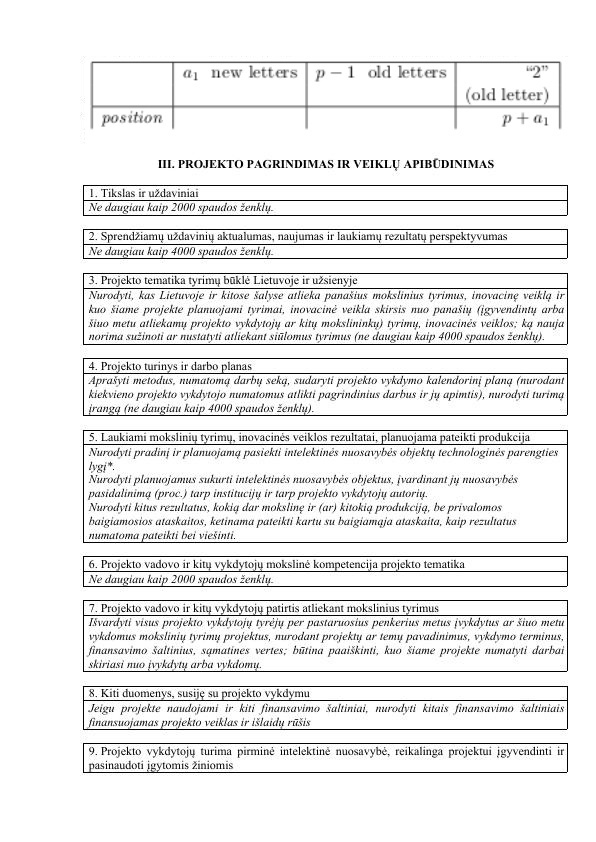 a₁ new letters p − 1 old letters “2”
(old letter)
position p + a₁
III. PROJEKTO PAGRINDIMAS IR VEIKLŲ APIBŪDINIMAS
1. Tikslas ir uždaviniai
Ne daugiau kaip 2000 spaudos ženklų.
2. Sprendžiamų uždavinių aktualumas, naujumas ir laukiamų rezultatų perspektyvumas
Ne daugiau kaip 4000 spaudos ženklų.
3. Projekto tematika tyrimų būklė Lietuvoje ir užsienyje
Nurodyti, kas Lietuvoje ir kitose šalyse atlieka panašius mokslinius tyrimus, inovacinę veiklą ir
kuo šiame projekte planuojami tyrimai, inovacinė veikla skirsis nuo panašių (įgyvendintų arba
šiuo metu atliekamų projekto vykdytojų ar kitų mokslininkų) tyrimų, inovacinės veiklos; ką nauja
norima sužinoti ar nustatyti atliekant siūlomus tyrimus (ne daugiau kaip 4000 spaudos ženklų).
4. Projekto turinys ir darbo planas
Aprašyti metodus, numatomą darbų seką, sudaryti projekto vykdymo kalendorinį planą (nurodant
kiekvieno projekto vykdytojo numatomus atlikti pagrindinius darbus ir jų apimtis), nurodyti turimą
įrangą (ne daugiau kaip 4000 spaudos ženklų).
5. Laukiami mokslinių tyrimų, inovacinės veiklos rezultatai, planuojama pateikti produkcija
Nurodyti pradinį ir planuojamą pasiekti intelektinės nuosavybės objektų technologinės parengties
lygį*.
Nurodyti planuojamus sukurti intelektinės nuosavybės objektus, įvardinant jų nuosavybės
pasidalinimą (proc.) tarp institucijų ir tarp projekto vykdytojų autorių.
Nurodyti kitus rezultatus, kokią dar mokslinę ir (ar) kitokią produkciją, be privalomos
baigiamosios ataskaitos, ketinama pateikti kartu su baigiamąja ataskaita, kaip rezultatus
numatoma pateikti bei viešinti.
6. Projekto vadovo ir kitų vykdytojų mokslinė kompetencija projekto tematika
Ne daugiau kaip 2000 spaudos ženklų.
7. Projekto vadovo ir kitų vykdytojų patirtis atliekant mokslinius tyrimus
Išvardyti visus projekto vykdytojų tyrėjų per pastaruosius penkerius metus įvykdytus ar šiuo metu
vykdomus mokslinių tyrimų projektus, nurodant projektų ar temų pavadinimus, vykdymo terminus,
finansavimo šaltinius, sąmatines vertes; būtina paaiškinti, kuo šiame projekte numatyti darbai
skiriasi nuo įvykdytų arba vykdomų.
8. Kiti duomenys, susiję su projekto vykdymu
Jeigu projekte naudojami ir kiti finansavimo šaltiniai, nurodyti kitais finansavimo šaltiniais
finansuojamas projekto veiklas ir išlaidų rūšis
9. Projekto vykdytojų turima pirminė intelektinė nuosavybė, reikalinga projektui įgyvendinti ir
pasinaudoti įgytomis žiniomis